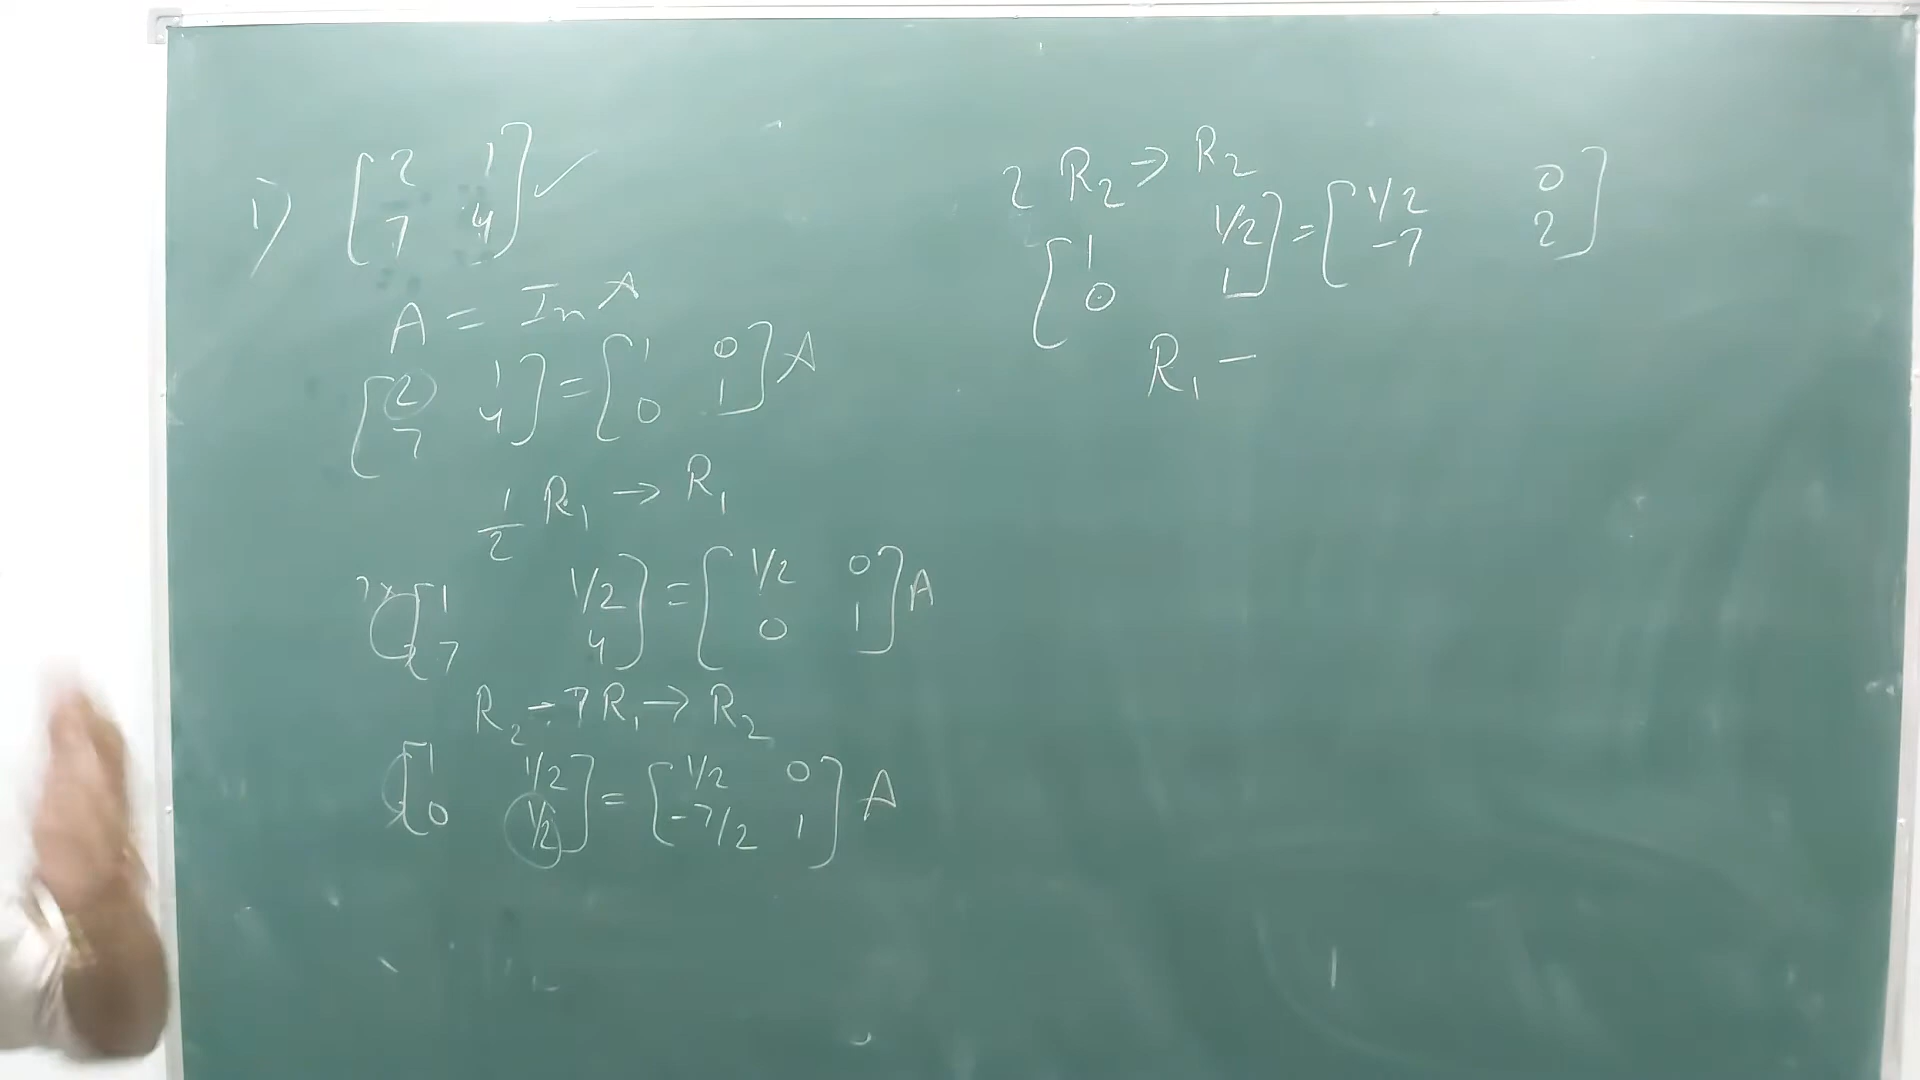 1) [2 1
7 4] ✓
A = In A
[2 1
7 4] = [1 0
0 1] A
1/2 R1 → R1
7x
[1 1/2
7 4] = [1/2 0
0 1] A
R2 - 7R1 → R2
[1 1/2
0 1/2] = [1/2 0
-7/2 1] A
2 R2 → R2
[1 1/2
0 1] = [1/2 0
-7 2]
R1 -